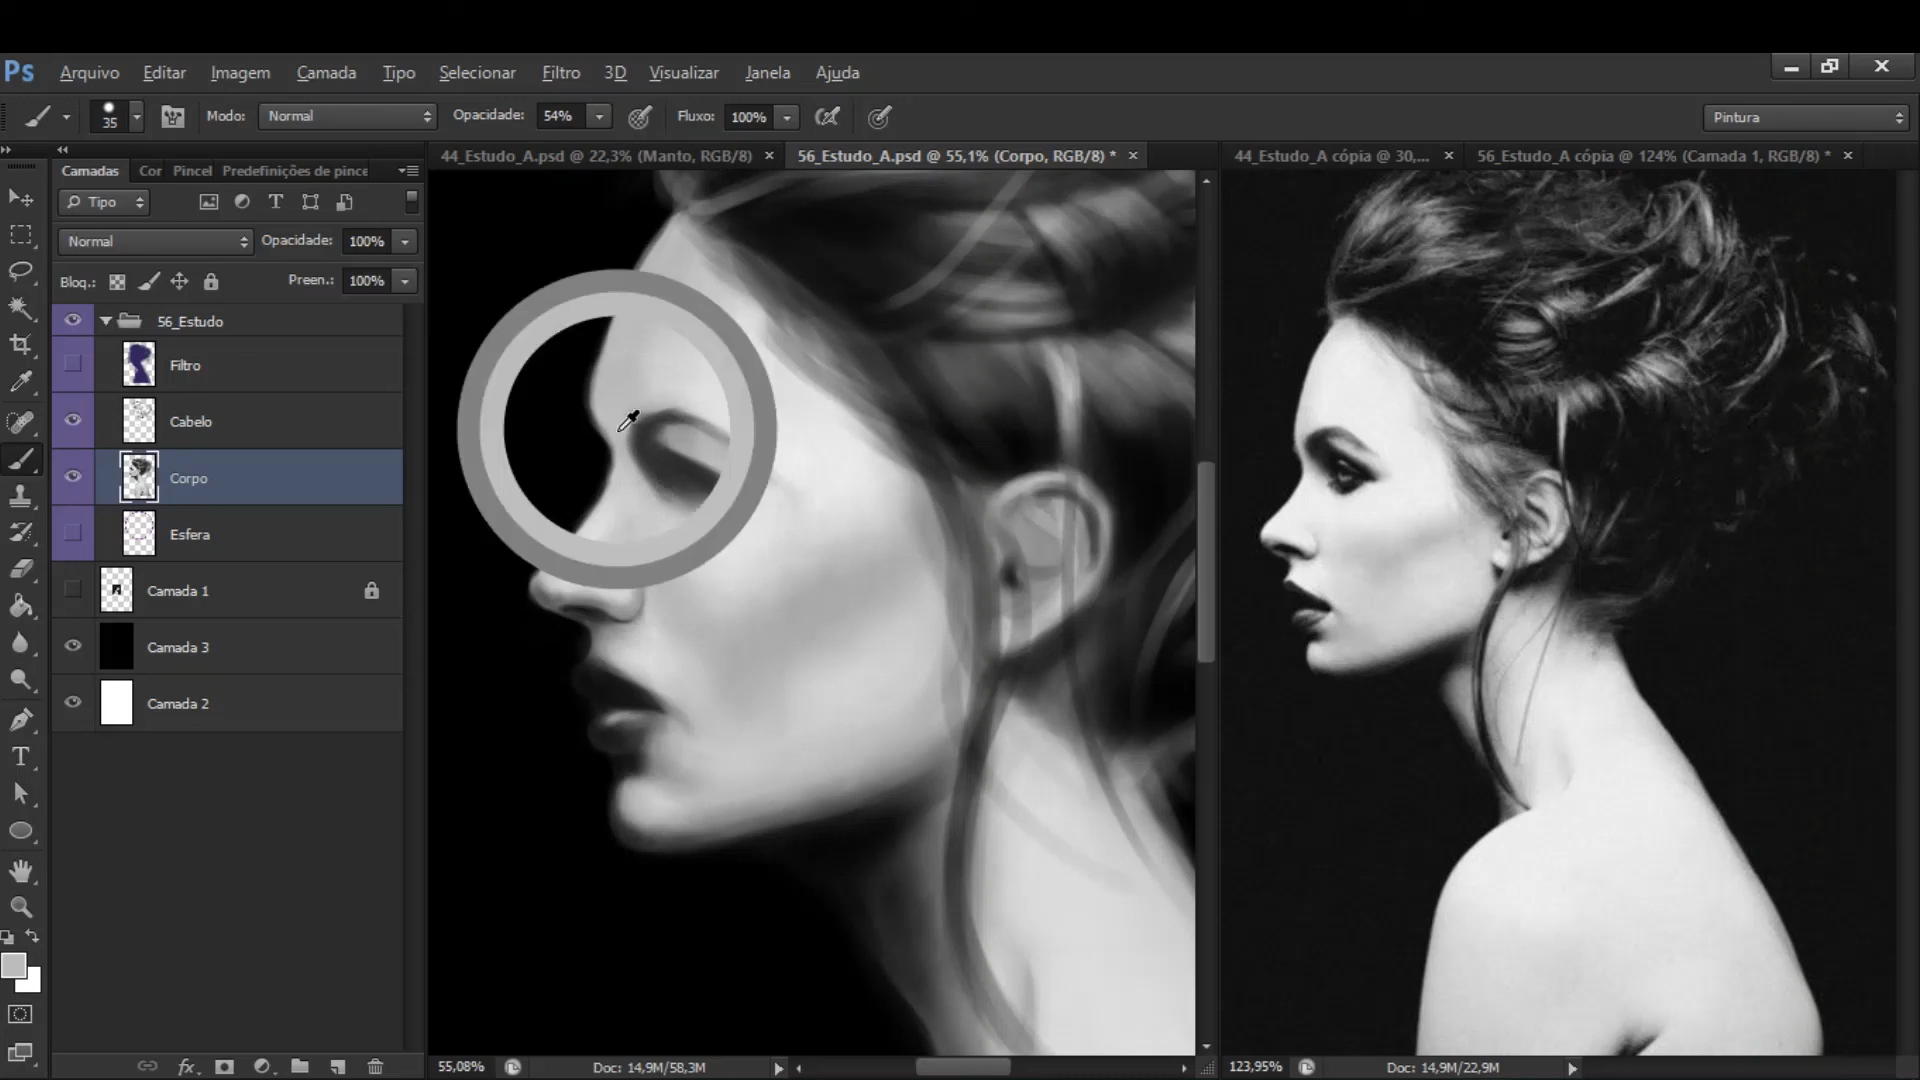 Ps Arquivo Editar Imagem Camada Tipo Selecionar Filtro 3D Visualizar Janela Ajuda
35 Modo: Normal Opacidade: 54% Fluxo: 100% Pintura
Camadas Cor Pincel Predefinições de pince
44_Estudo_A.psd @ 22,3% (Manto, RGB/8) × 56_Estudo_A.psd @ 55,1% (Corpo, RGB/8) * × 44_Estudo_A cópia @ 30,... × 56_Estudo_A cópia @ 124% (Camada 1, RGB/8) * ×
Tipo
Normal Opacidade: 100%
Bloq.: Preen.: 100%
56_Estudo
Filtro
Cabelo
Corpo
Esfera
Camada 1
Camada 3
Camada 2
T
fx.
55,08% Doc: 14,9M/58,3M 123,95% Doc: 14,9M/22,9M